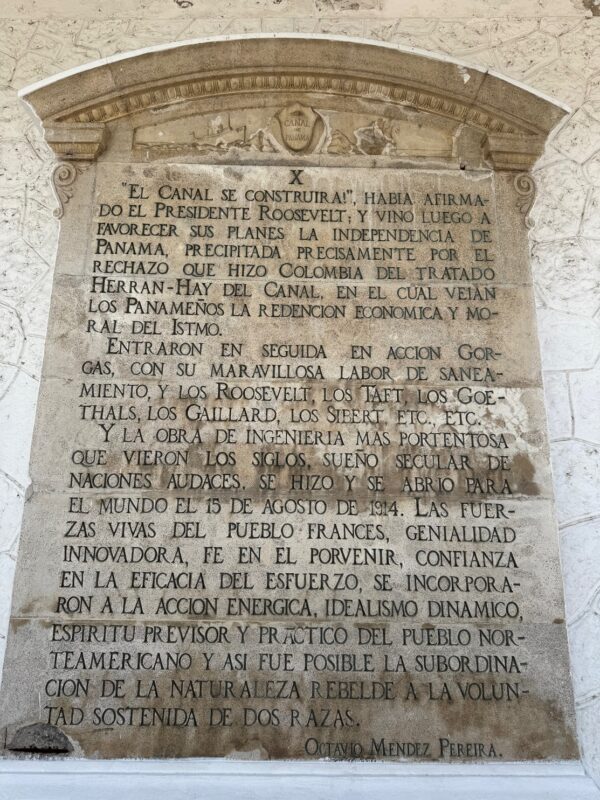 CANAL
DE
PANAMA
X
"EL CANAL SE CONSTRUIRA!", HABIA AFIRMA-
DO EL PRESIDENTE ROOSEVELT; Y VINO LUEGO A
FAVORECER SUS PLANES LA INDEPENDENCIA DE
PANAMA, PRECIPITADA PRECISAMENTE POR EL
RECHAZO QUE HIZO COLOMBIA DEL TRATADO
HERRAN-HAY DEL CANAL, EN EL CUAL VEIAN
LOS PANAMEÑOS LA REDENCION ECONOMICA Y MO-
RAL DEL ISTMO.
ENTRARON EN SEGUIDA EN ACCION GOR-
GAS, CON SU MARAVILLOSA LABOR DE SANEA-
MIENTO, Y LOS ROOSEVELT, LOS TAFT, LOS GOE-
THALS, LOS GAILLARD, LOS SIBERT ETC., ETC.
Y LA OBRA DE INGENIERIA MAS PORTENTOSA
QUE VIERON LOS SIGLOS, SUEÑO SECULAR DE
NACIONES AUDACES, SE HIZO Y SE ABRIO PARA
EL MUNDO EL 15 DE AGOSTO DE 1914. LAS FUER-
ZAS VIVAS DEL PUEBLO FRANCES, GENIALIDAD
INNOVADORA, FE EN EL PORVENIR, CONFIANZA
EN LA EFICACIA DEL ESFUERZO, SE INCORPORA-
RON A LA ACCION ENERGICA, IDEALISMO DINAMICO,
ESPIRITU PREVISOR Y PRACTICO DEL PUEBLO NOR-
TEAMERICANO Y ASI FUE POSIBLE LA SUBORDINA-
CION DE LA NATURALEZA REBELDE A LA VOLUN-
TAD SOSTENIDA DE DOS RAZAS.
OCTAVIO MENDEZ PEREIRA.